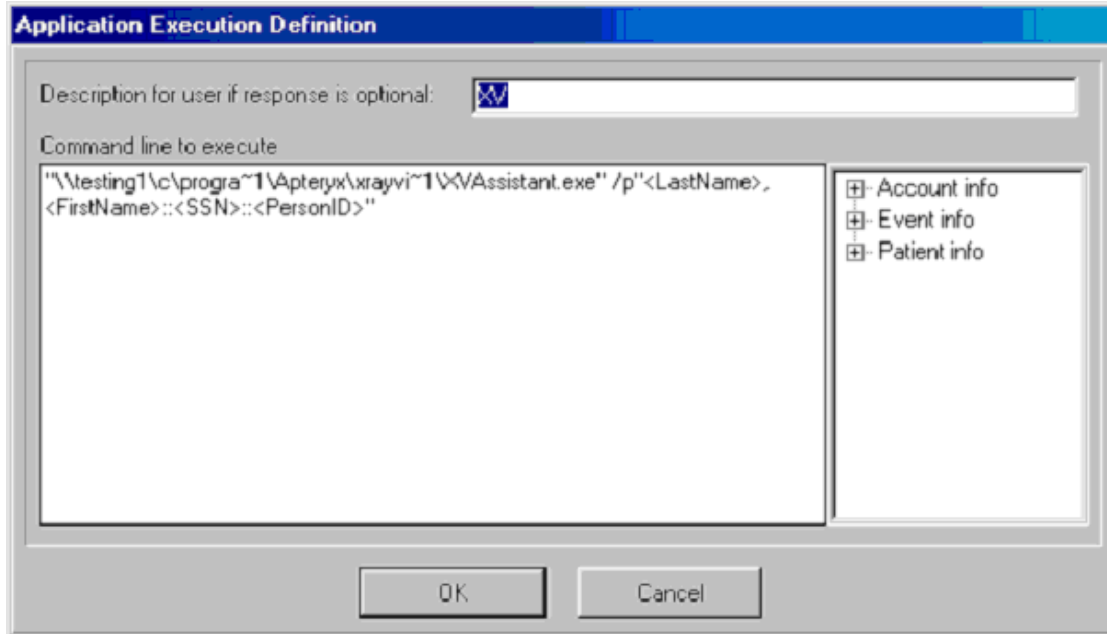 Application Execution Definition
Description for user if response is optional:
XV
Command line to execute
"\\testing1\c\progra~1\Apteryx\xrayvi~1\XVAssistant.exe" /p"<LastName>,
<FirstName>::<SSN>::<PersonID>"
Account info
Event info
Patient info
OK
Cancel